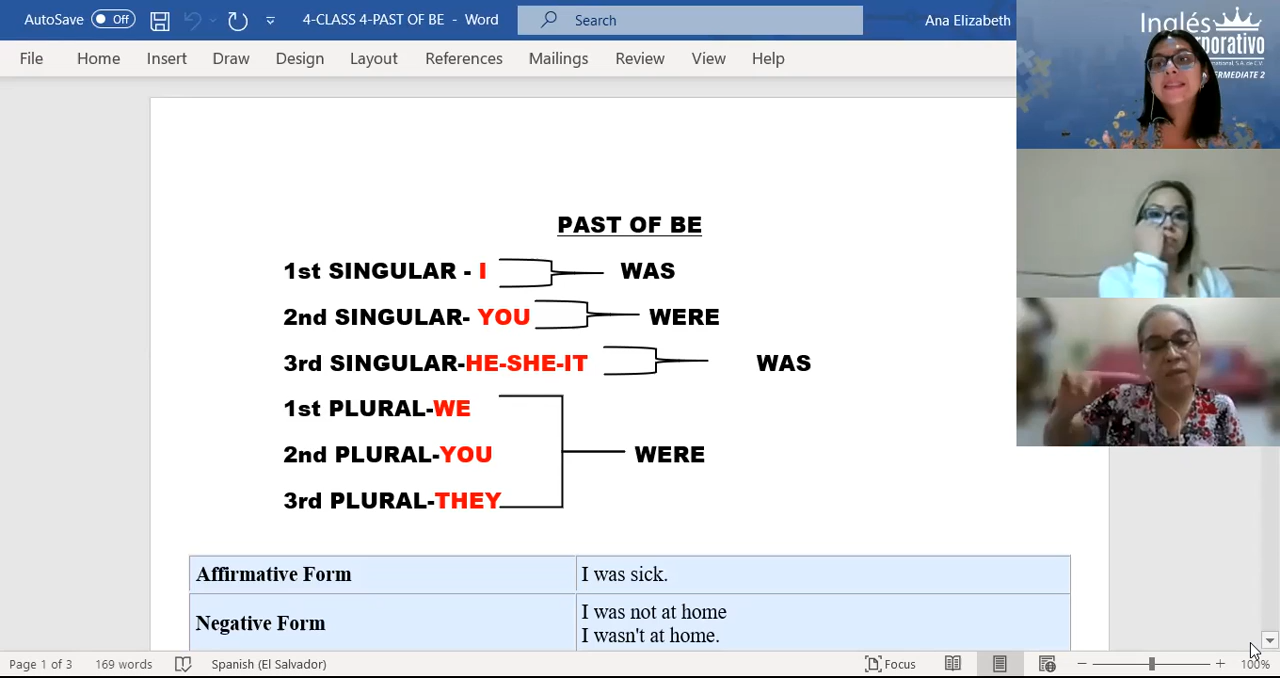 AutoSave Off 4-CLASS 4-PAST OF BE - Word Search Ana Elizabeth
File Home Insert Draw Design Layout References Mailings Review View Help
Inglés
PAST OF BE
1st SINGULAR - I WAS
2nd SINGULAR- YOU WERE
3rd SINGULAR-HE-SHE-IT WAS
1st PLURAL-WE
2nd PLURAL-YOU WERE
3rd PLURAL-THEY
Affirmative Form I was sick.
Negative Form I was not at home
I wasn't at home.
Page 1 of 3 169 words Spanish (El Salvador) Focus 100%